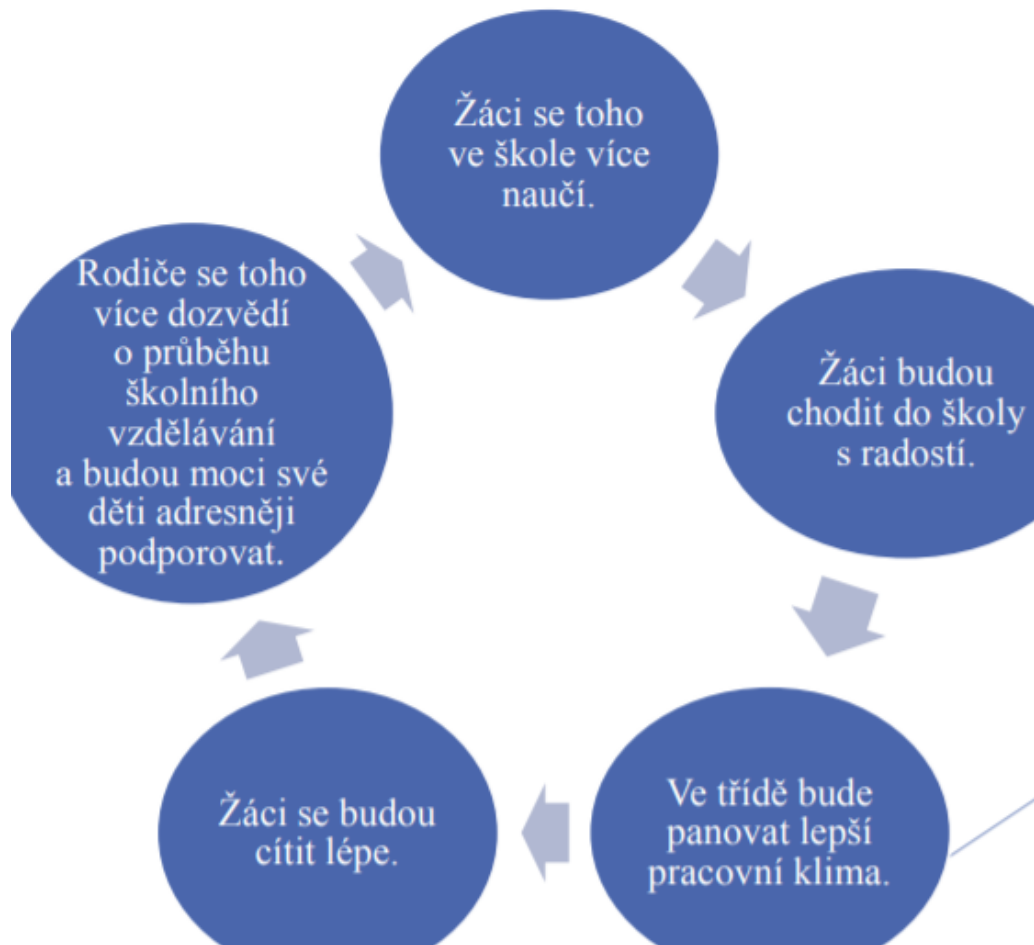 Žáci se toho
ve škole více
naučí.
Žáci budou
chodit do školy
s radostí.
Ve třídě bude
panovat lepší
pracovní klima.
Žáci se budou
cítit lépe.
Rodiče se toho
více dozvědí
o průběhu
školního
vzdělávání
a budou moci své
děti adresněji
podporovat.